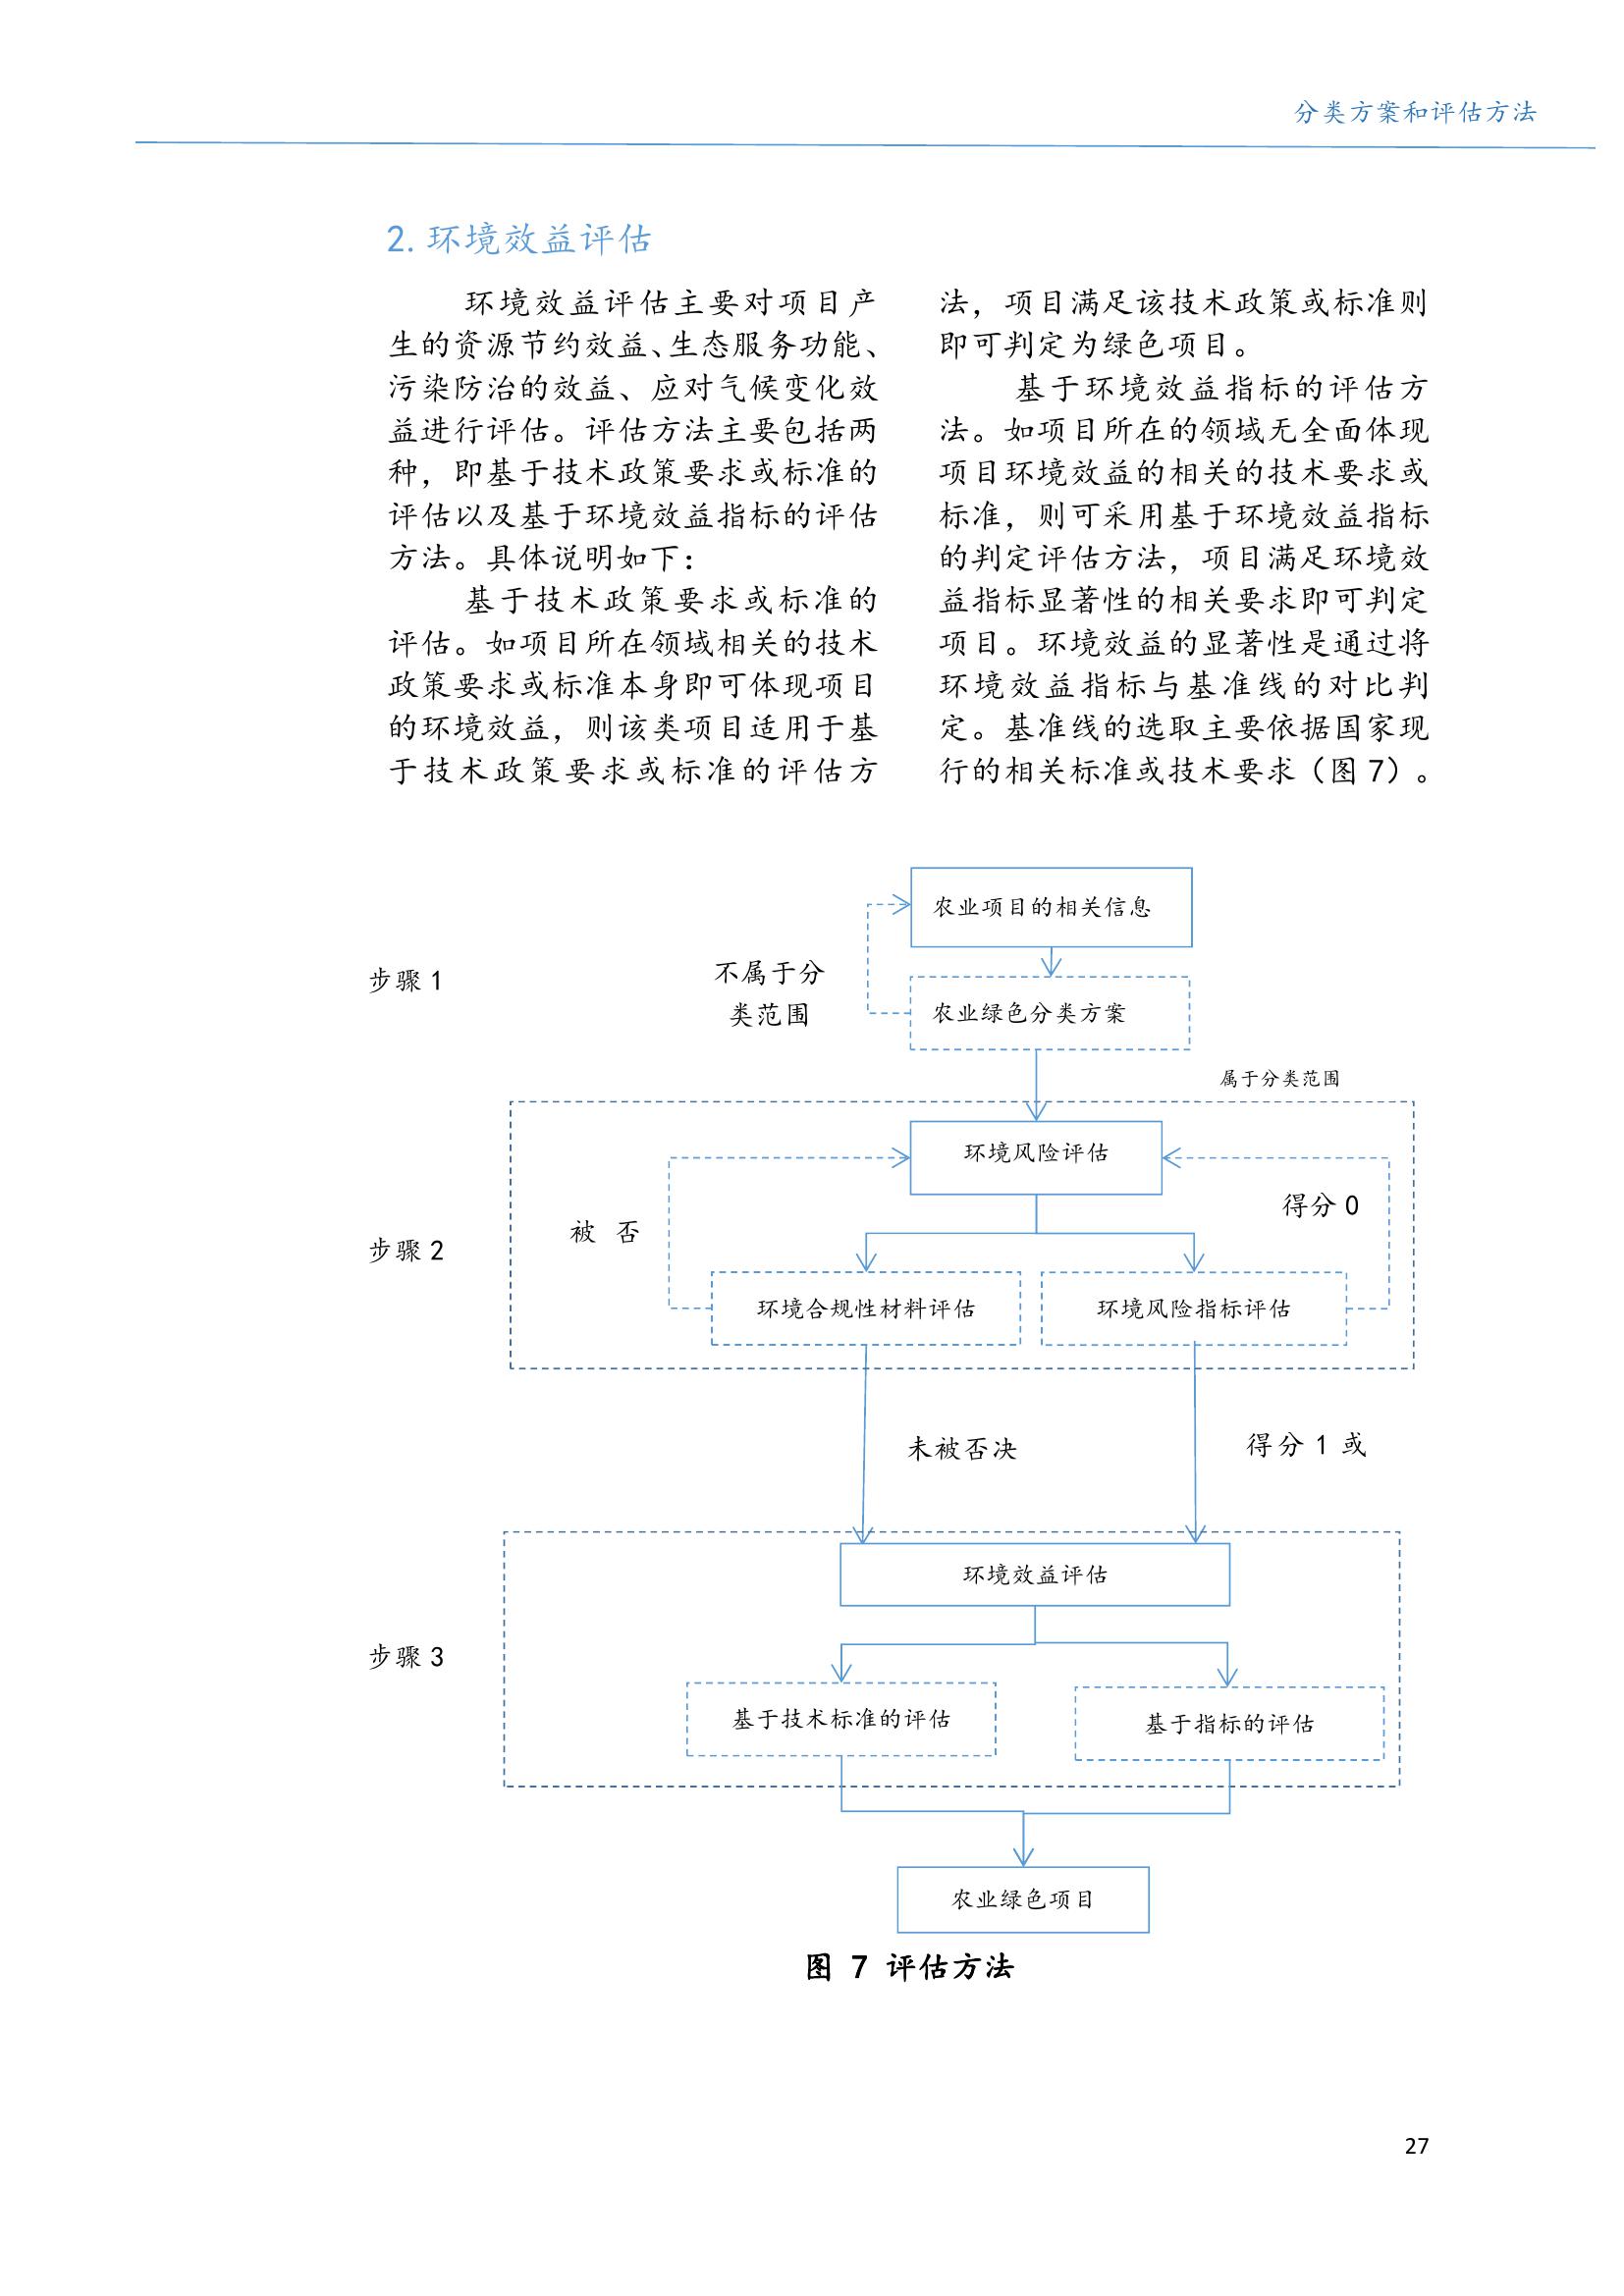 分类方案和评估方法
2. 环境效益评估
环境效益评估主要对项目产
生的资源节约效益、生态服务功能、
污染防治的效益、应对气候变化效
益进行评估。评估方法主要包括两
种，即基于技术政策要求或标准的
评估以及基于环境效益指标的评估
方法。具体说明如下：
基于技术政策要求或标准的
评估。如项目所在领域相关的技术
政策要求或标准本身即可体现项目
的环境效益，则该类项目适用于基
于技术政策要求或标准的评估方
法，项目满足该技术政策或标准则
即可判定为绿色项目。
基于环境效益指标的评估方
法。如项目所在的领域无全面体现
项目环境效益的相关的技术要求或
标准，则可采用基于环境效益指标
的判定评估方法，项目满足环境效
益指标显著性的相关要求即可判定
项目。环境效益的显著性是通过将
环境效益指标与基准线的对比判
定。基准线的选取主要依据国家现
行的相关标准或技术要求（图 7）。
农业项目的相关信息
步骤 1
不属于分
类范围
农业绿色分类方案
属于分类范围
环境风险评估
得分 0
被 否
步骤 2
环境合规性材料评估
环境风险指标评估
未被否决
得分 1 或
环境效益评估
步骤 3
基于技术标准的评估
基于指标的评估
农业绿色项目
图 7 评估方法
27